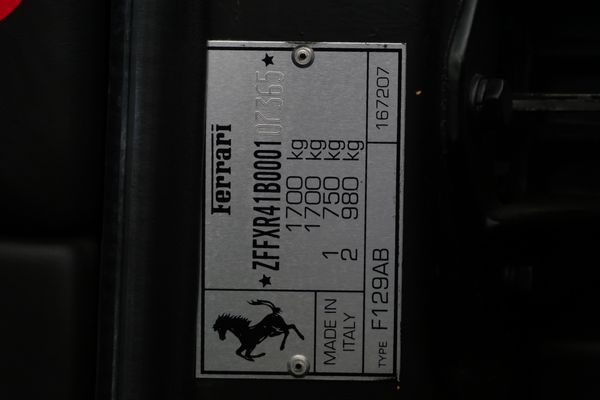 Ferrari
★ZFFXR41B000107365★
1700 kg
1700 kg
1 750 kg
2 980 kg
MADE IN
ITALY
TYPE F129AB
167207